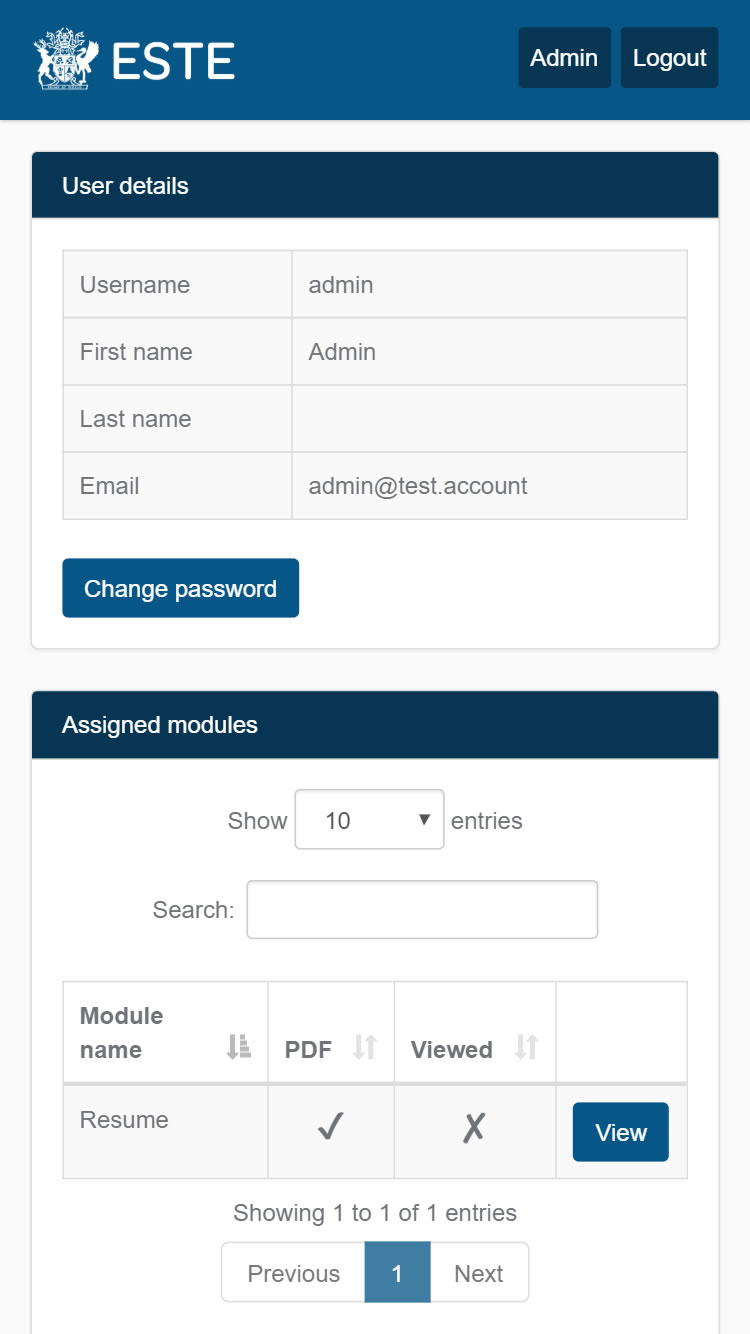 ESTE
Admin
Logout
User details
Username admin
First name Admin
Last name
Email admin@test.account
Change password
Assigned modules
Show 10 entries
Search:
Module name PDF Viewed
Resume ✓ ✗ View
Showing 1 to 1 of 1 entries
Previous 1 Next